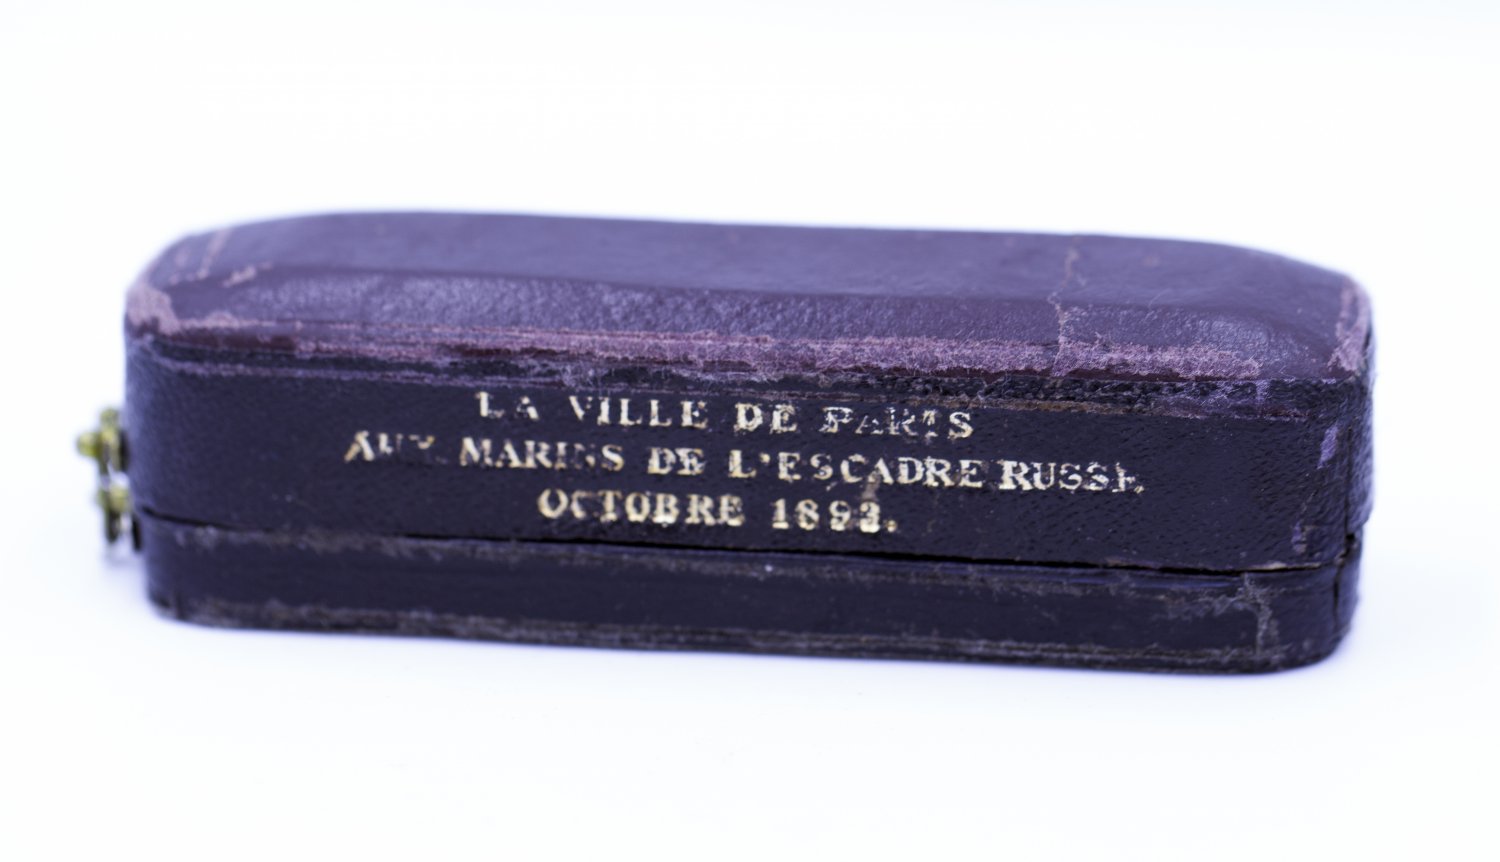 LA VILLE DE PARIS
AUX MARINS DE L'ESCADRE RUSSE
OCTOBRE 1893.